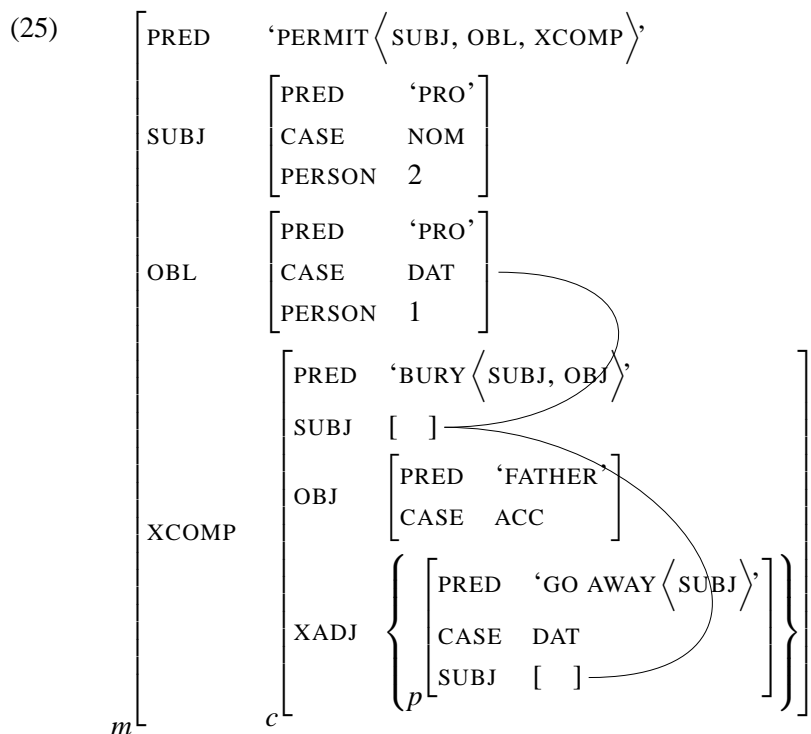 (25)
PRED ‘PERMIT⟨SUBJ, OBL, XCOMP⟩’
PRED ‘PRO’
SUBJ CASE NOM
PERSON 2
PRED ‘PRO’
OBL CASE DAT
PERSON 1
PRED ‘BURY⟨SUBJ, OBJ⟩’
SUBJ [ ]
PRED ‘FATHER’
OBJ
CASE ACC
XCOMP
PRED ‘GO AWAY⟨SUBJ⟩’
XADJ CASE DAT
SUBJ [ ]
m c p